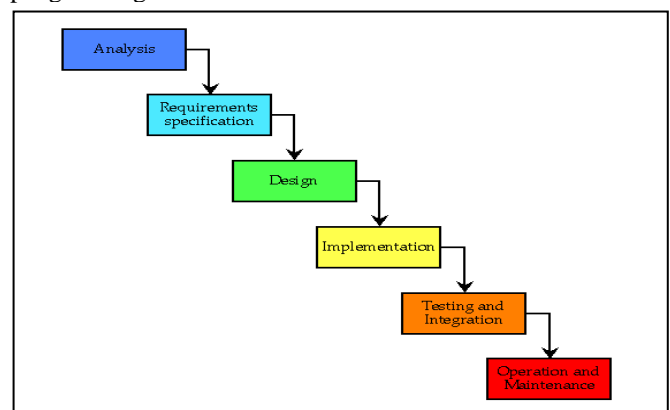 Analysis
Requirements
specification
Design
Implementation
Testing and
Integration
Operation and
Maintenance